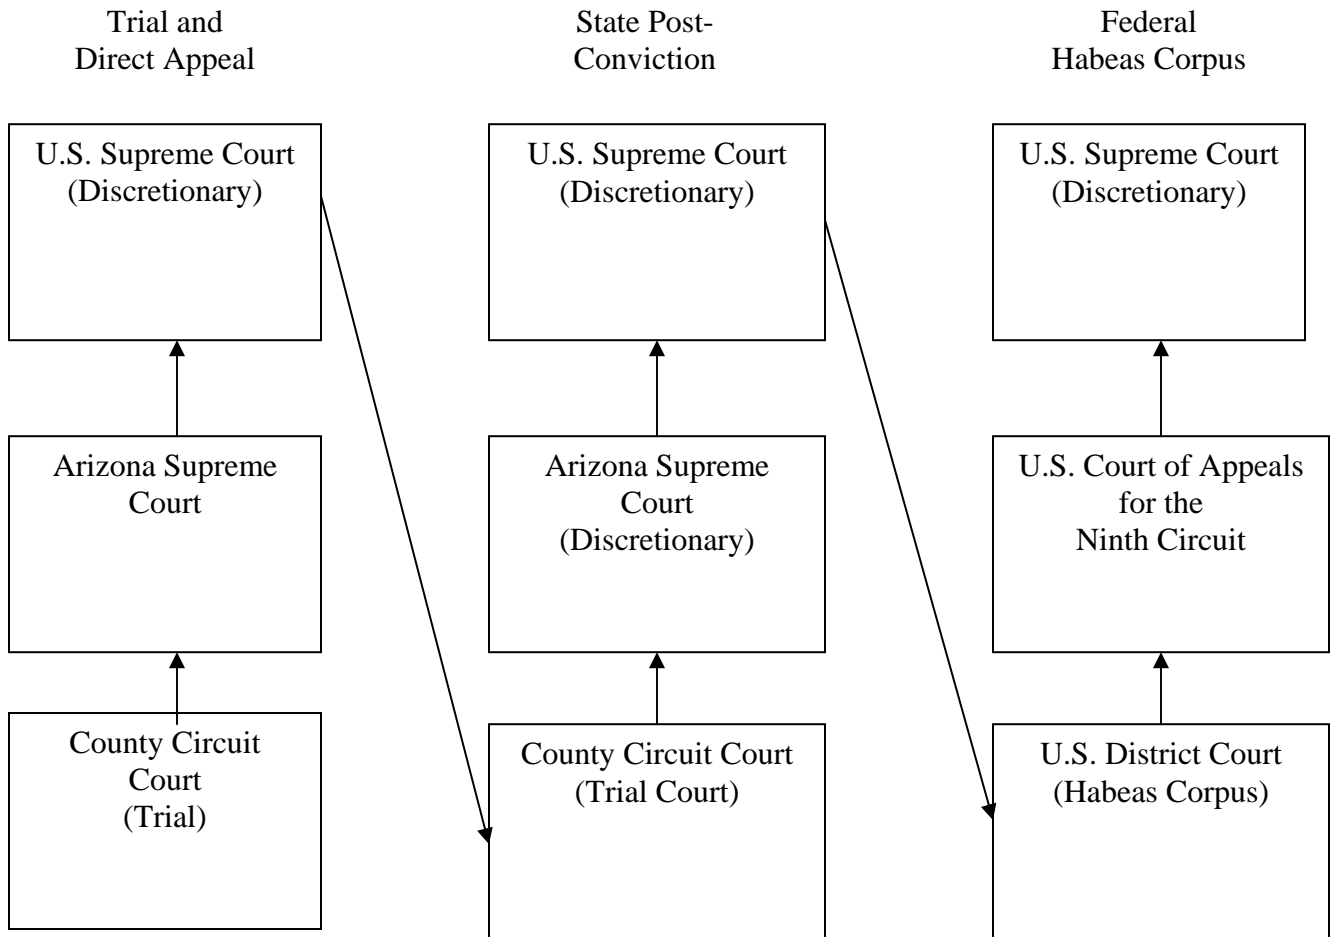 Trial and
Direct Appeal
State Post-
Conviction
Federal
Habeas Corpus
U.S. Supreme Court
(Discretionary)
U.S. Supreme Court
(Discretionary)
U.S. Supreme Court
(Discretionary)
Arizona Supreme
Court
Arizona Supreme
Court
(Discretionary)
U.S. Court of Appeals
for the
Ninth Circuit
County Circuit
Court
(Trial)
County Circuit Court
(Trial Court)
U.S. District Court
(Habeas Corpus)